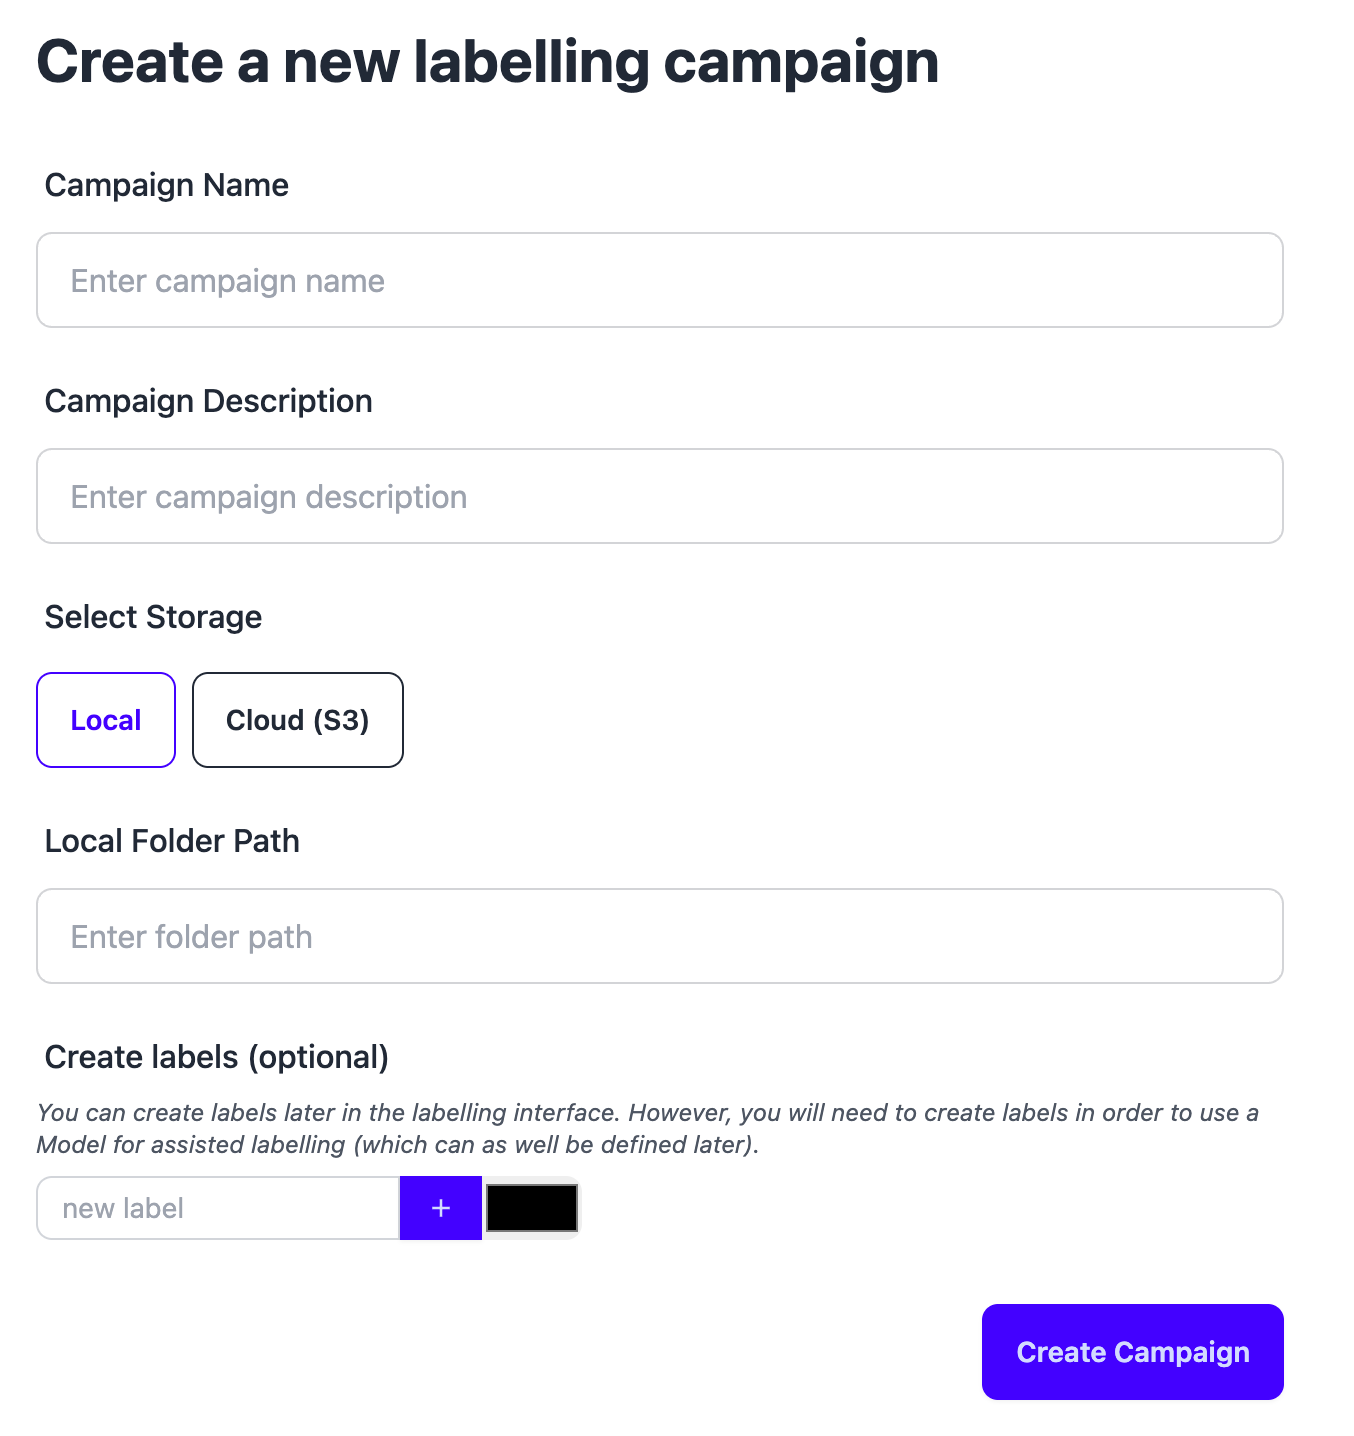 Create a new labelling campaign
Campaign Name
Enter campaign name
Campaign Description
Enter campaign description
Select Storage
Local
Cloud (S3)
Local Folder Path
Enter folder path
Create labels (optional)
You can create labels later in the labelling interface. However, you will need to create labels in order to use a
Model for assisted labelling (which can as well be defined later).
new label
+
Create Campaign